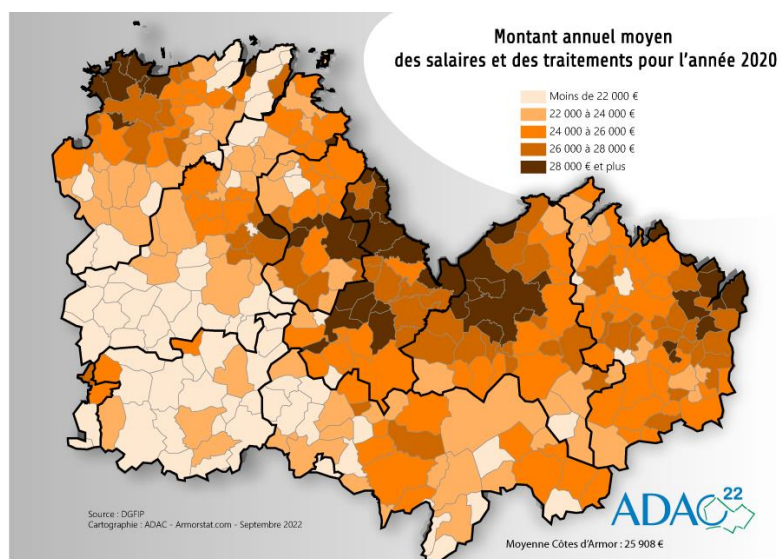 Montant annuel moyen
des salaires et des traitements pour l'année 2020
Moins de 22 000 €
22 000 à 24 000 €
24 000 à 26 000 €
26 000 à 28 000 €
28 000 € et plus
Source : DGFIP
Cartographie : ADAC - Armorstat.com - Septembre 2022
ADAC 22
Moyenne Côtes d'Armor : 25 908 €